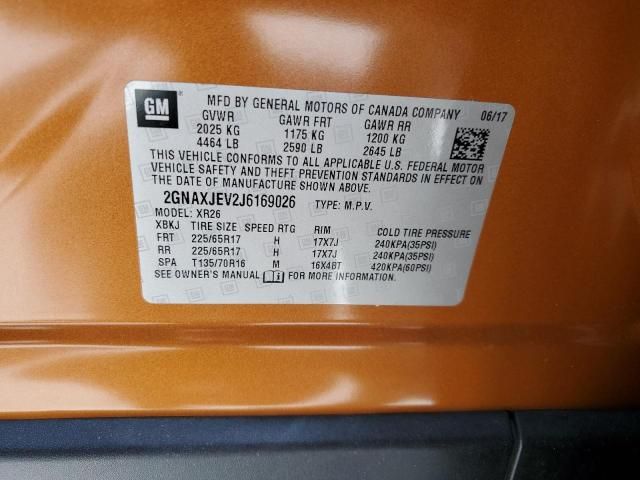 GM
MFD BY GENERAL MOTORS OF CANADA COMPANY 06/17
GVWR GAWR FRT GAWR RR
2025 KG 1175 KG 1200 KG
4464 LB 2590 LB 2645 LB
THIS VEHICLE CONFORMS TO ALL APPLICABLE U.S. FEDERAL MOTOR
VEHICLE SAFETY AND THEFT PREVENTION STANDARDS IN EFFECT ON
THE DATE OF MANUFACTURE SHOWN ABOVE.
2GNAXJEV2J6169026 TYPE: M.P.V.
MODEL: XR26
XBKJ TIRE SIZE SPEED RTG RIM COLD TIRE PRESSURE
FRT 225/65R17 H 17X7J 240KPA(35PSI)
RR 225/65R17 H 17X7J 240KPA(35PSI)
SPA T135/70R16 M 16X4BT 420KPA(60PSI)
SEE OWNER'S MANUAL FOR MORE INFORMATION.